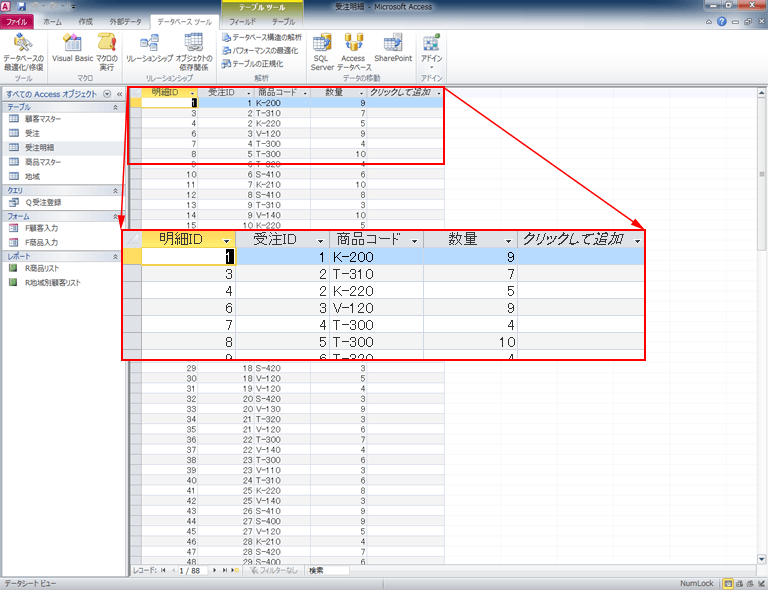 テーブル ツール
受注明細 - Microsoft Access
ファイル ホーム 作成 外部データ データベース ツール フィールド テーブル
データベースの
最適化/修復
Visual Basic
マクロの
実行
リレーションシップ
オブジェクトの
依存関係
データベース構造の解析
パフォーマンスの最適化
テーブルの正規化
SQL
Server
Access
データベース
SharePoint
アドイン
ツール マクロ リレーションシップ 解析 データの移動 アドイン
すべての Access オブジェクト
テーブル
顧客マスター
受注
受注明細
商品マスター
地域
クエリ
Q受注登録
フォーム
F顧客入力
F商品入力
レポート
R商品リスト
R地域別顧客リスト
明細ID 受注ID 商品コード 数量 クリックして追加
1 1 K-200 9
3 2 T-310 7
4 2 K-220 5
6 3 V-120 9
7 4 T-300 4
8 5 T-300 10
9 6 T-320 4
10 6 S-410 6
11 7 K-210 10
12 8 S-410 8
13 9 T-310 3
14 9 V-140 10
15 10 K-220 5
明細ID 受注ID 商品コード 数量 クリックして追加
1 1 K-200 9
3 2 T-310 7
4 2 K-220 5
6 3 V-120 9
7 4 T-300 4
8 5 T-300 10
9 6 T-320 4
29 18 S-420 3
30 18 V-120 5
31 19 V-120 4
32 20 S-420 3
33 20 V-130 9
34 21 T-320 3
35 21 V-120 6
36 22 T-300 7
37 22 V-140 4
38 23 T-300 6
39 23 V-110 3
40 24 T-310 6
41 25 K-220 8
42 25 V-140 3
43 26 S-410 9
44 27 S-400 9
45 27 V-120 5
46 28 K-210 4
47 28 S-420 7
48 29 S-400 6
レコード: 1 / 88 フィルターなし 検索
データシート ビュー NumLock